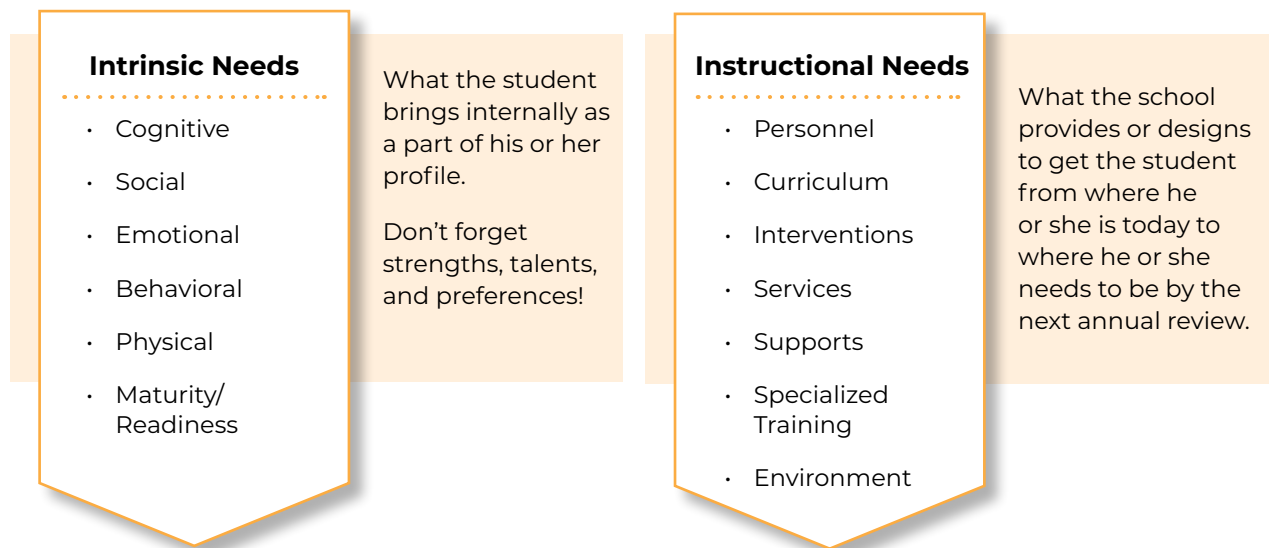 Intrinsic Needs
• Cognitive
• Social
• Emotional
• Behavioral
• Physical
• Maturity/
Readiness
What the student
brings internally as
a part of his or her
profile.
Don’t forget
strengths, talents,
and preferences!
Instructional Needs
• Personnel
• Curriculum
• Interventions
• Services
• Supports
• Specialized
Training
• Environment
What the school
provides or designs
to get the student
from where he
or she is today to
where he or she
needs to be by the
next annual review.